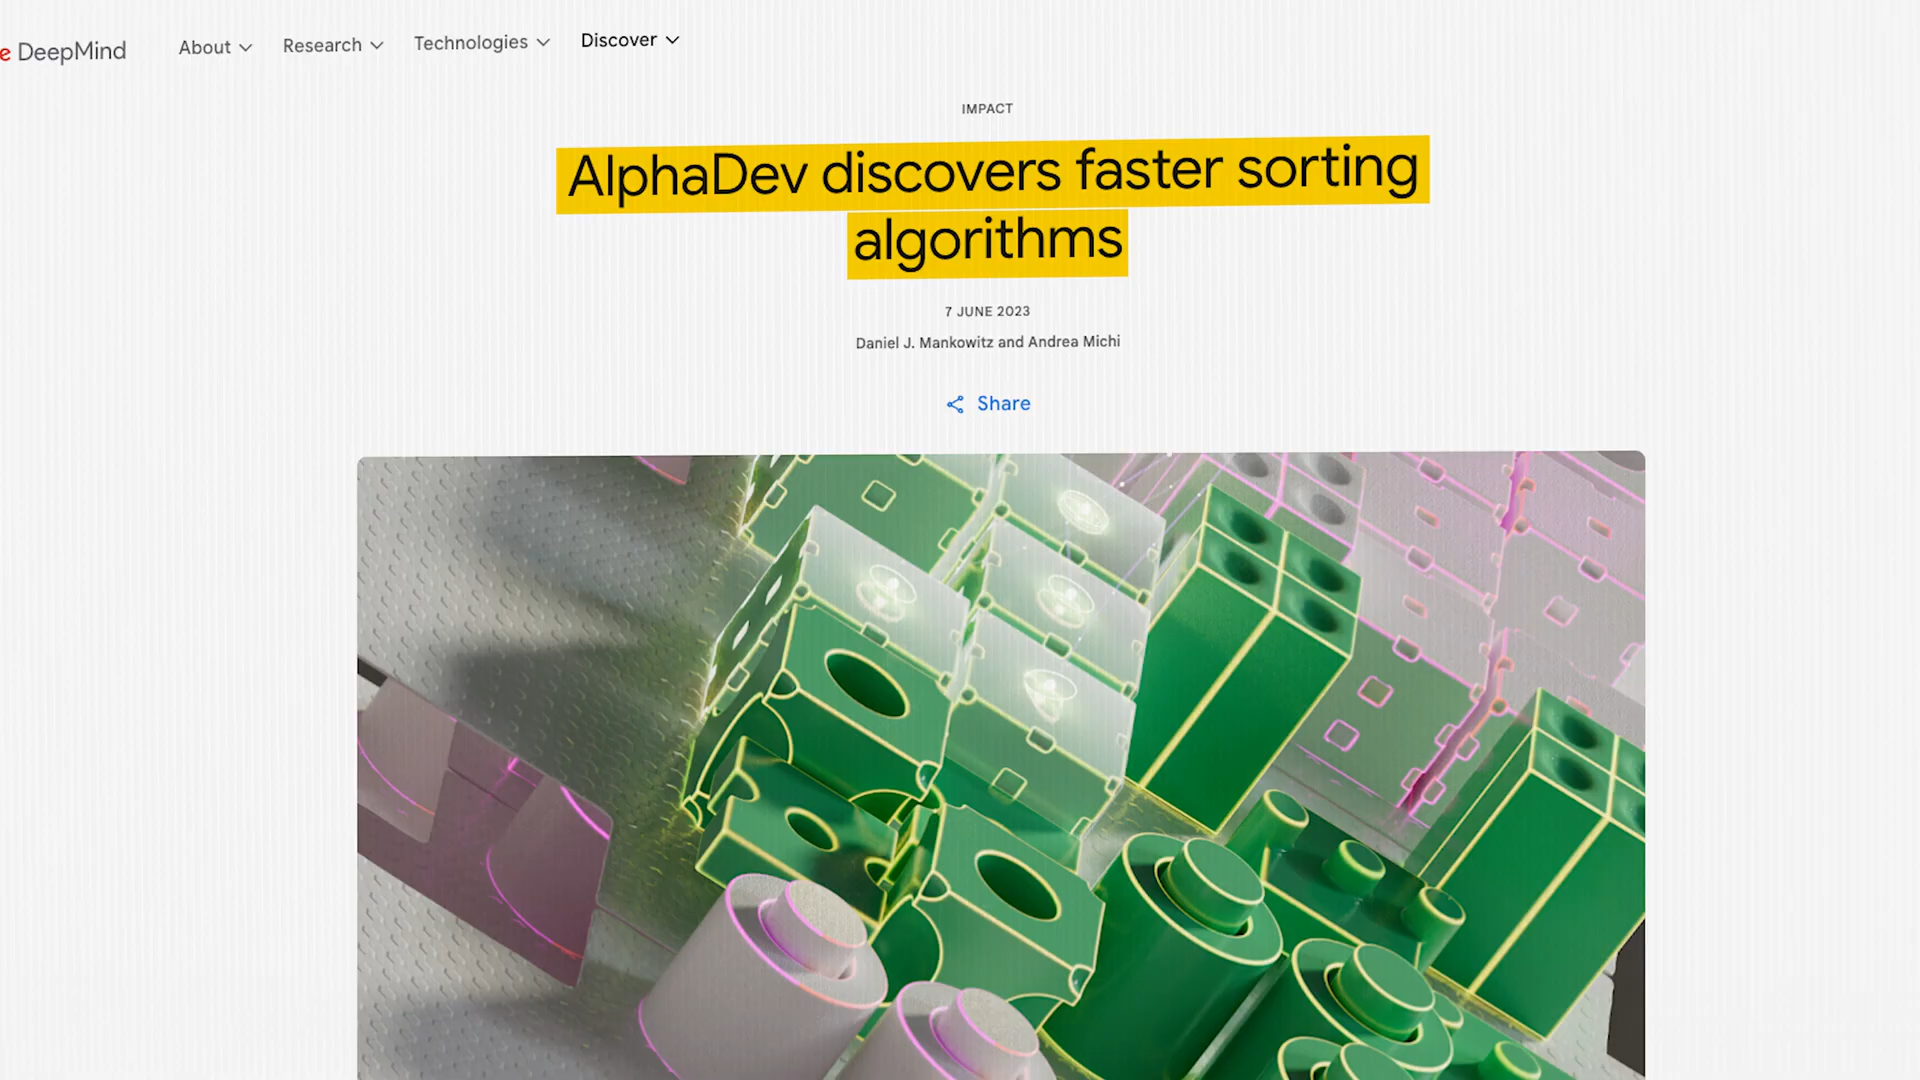 e DeepMind About Research Technologies Discover
IMPACT
AlphaDev discovers faster sorting
algorithms
7 JUNE 2023
Daniel J. Mankowitz and Andrea Michi
Share